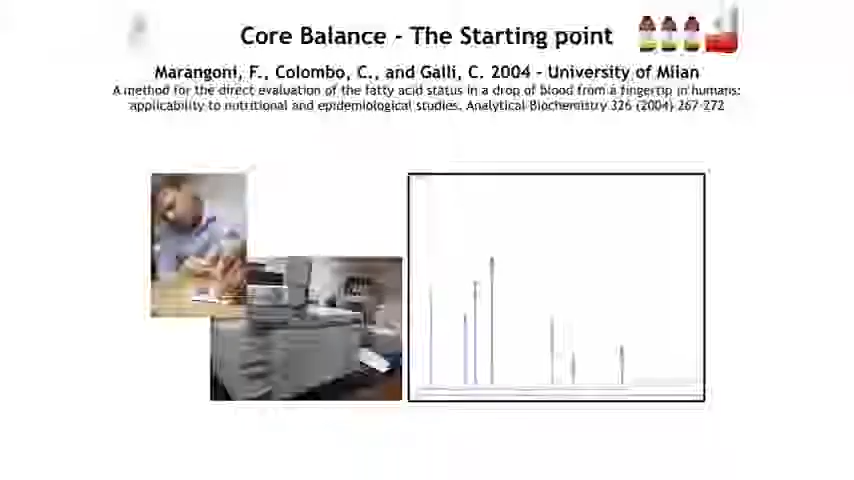 Core Balance - The Starting point
Marangoni, F., Colombo, C., and Galli, C. 2004 - University of Milan
A method for the direct evaluation of the fatty acid status in a drop of blood from a fingertip in humans:
applicability to nutritional and epidemiological studies. Analytical Biochemistry 326 (2004) 267-272